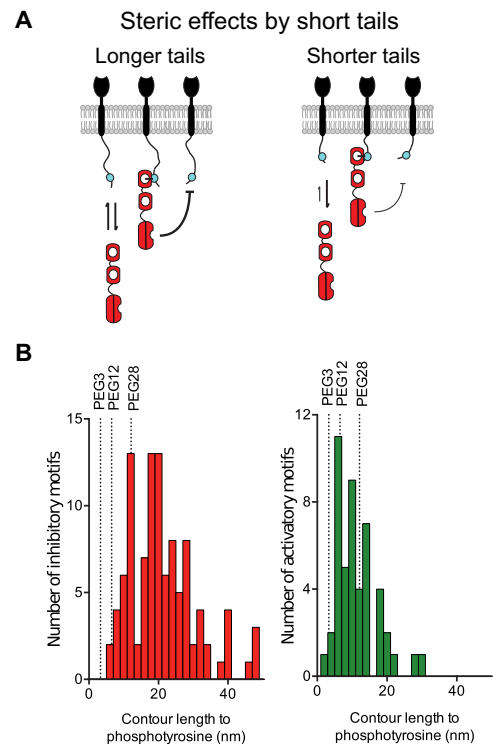 A
Steric effects by short tails
Longer tails
Shorter tails
B
PEG3
PEG12
PEG28
15
10
5
0
Number of inhibitory motifs
0
20
40
Contour length to
phosphotyrosine (nm)
PEG3
PEG12
PEG28
12
8
4
0
Number of activatory motifs
0
20
40
Contour length to
phosphotyrosine (nm)